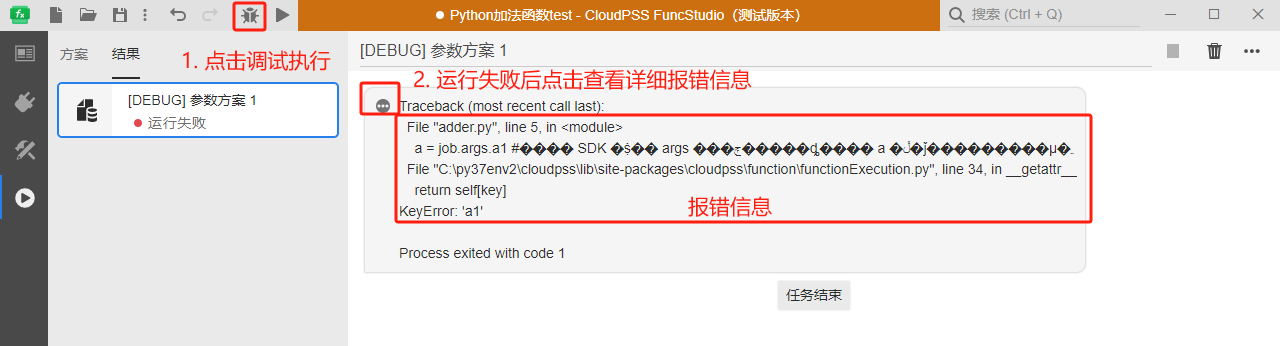 fx
Python加法函数test - CloudPSS FuncStudio（测试版本）
搜索 (Ctrl + Q)
方案
结果
1. 点击调试执行
[DEBUG] 参数方案 1
运行失败
[DEBUG] 参数方案 1
2. 运行失败后点击查看详细报错信息
Traceback (most recent call last):
File "adder.py", line 5, in <module>
a = job.args.a1 #���� SDK �ṩ�� args ���
File "C:\py37env2\cloudpss\lib\site-packages\cloudpss\function\functionExecution.py", line 34, in __getattr__
return self[key]
KeyError: 'a1'
报错信息
Process exited with code 1
任务结束